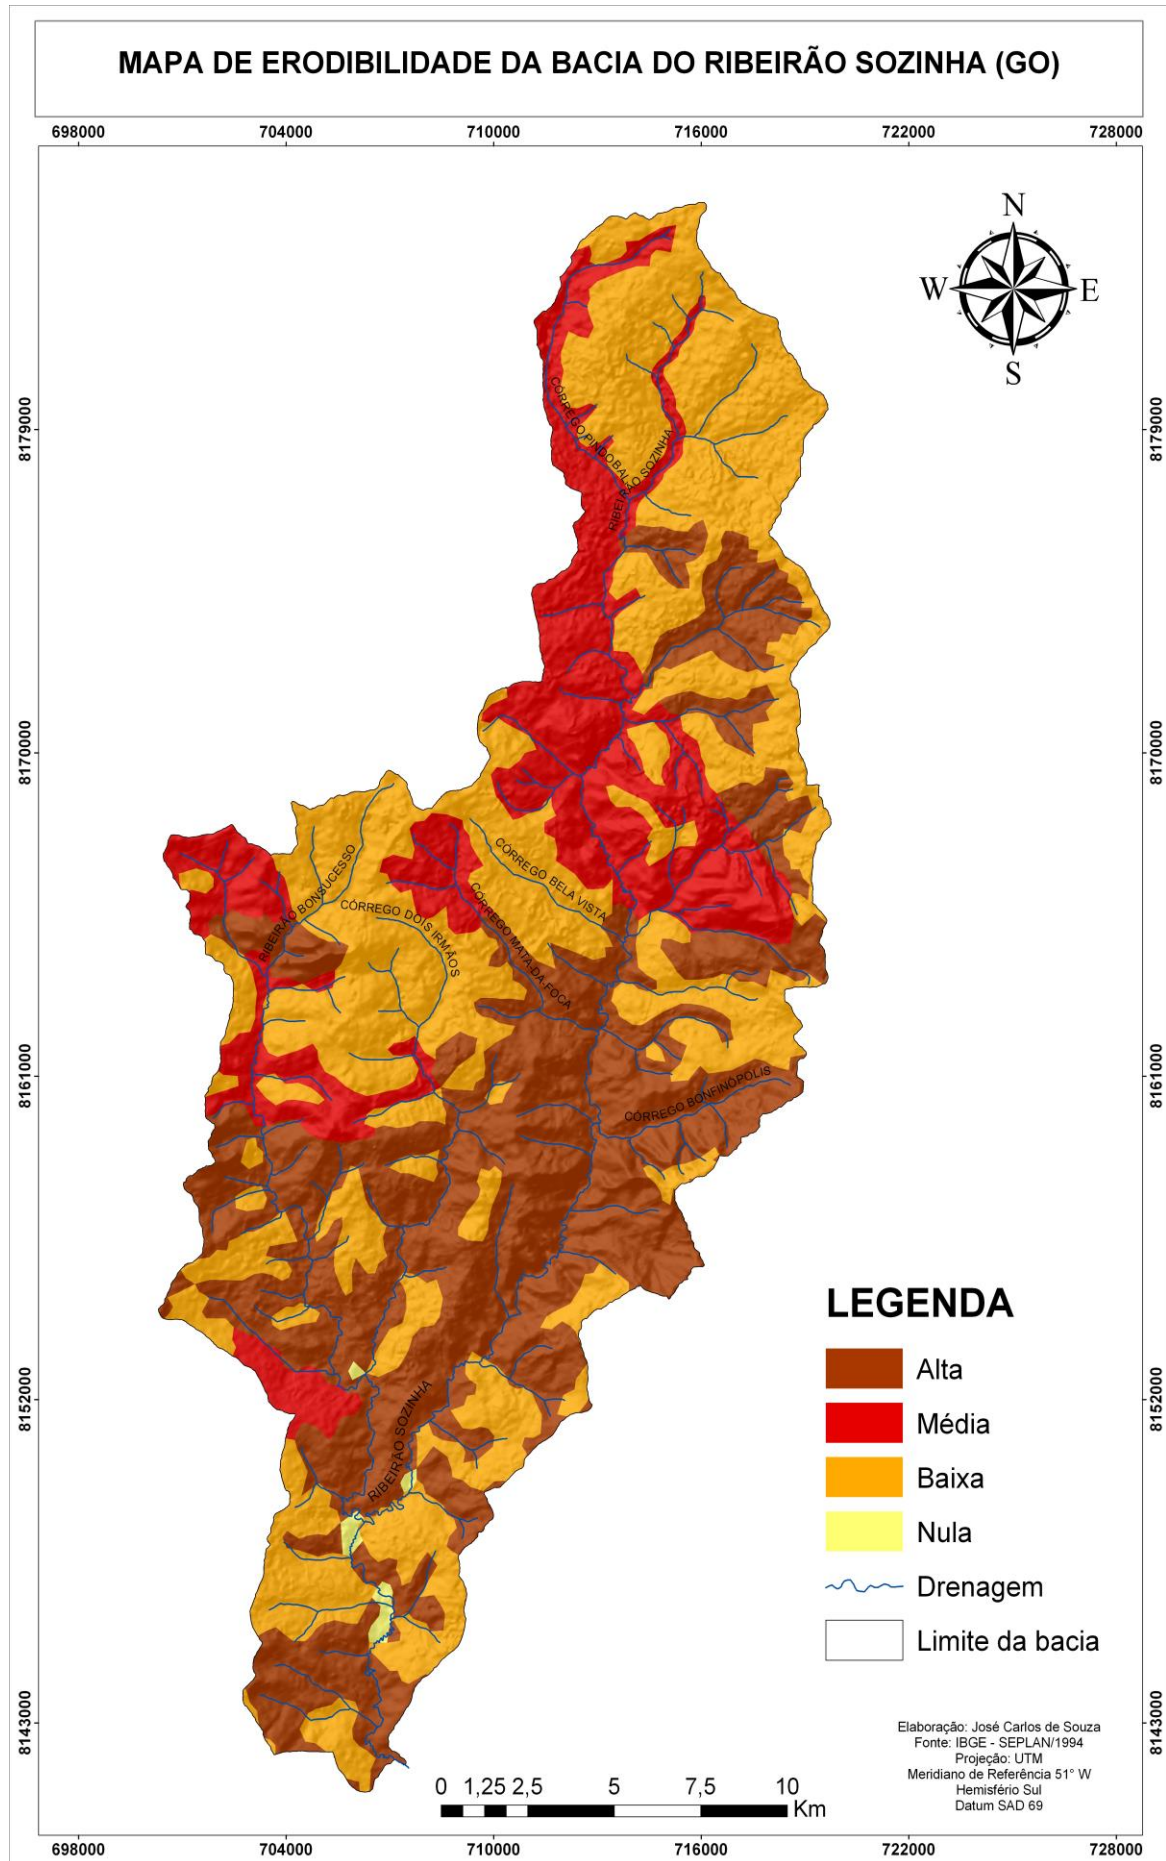 MAPA DE ERODIBILIDADE DA BACIA DO RIBEIRÃO SOZINHA (GO)
698000 704000 710000 716000 722000 728000
N
W E
S
8179000 8179000
CÓRREGO PINDOBAL
RIBEIRÃO SOZINHA
8170000 8170000
CÓRREGO BELA VISTA
RIBEIRÃO BONSUCESSO
CÓRREGO DOIS IRMÃOS
CÓRREGO MATA-DA-FOCA
8161000 8161000
CÓRREGO BONFINÓPOLIS
LEGENDA
Alta
8152000 8152000
RIBEIRÃO SOZINHA
Média
Baixa
Nula
Drenagem
Limite da bacia
8143000 8143000
Elaboração: José Carlos de Souza
Fonte: IBGE - SEPLAN/1994
Projeção: UTM
Meridiano de Referência 51° W
Hemisfério Sul
Datum SAD 69
0 1,25 2,5 5 7,5 10
Km
698000 704000 710000 716000 722000 728000